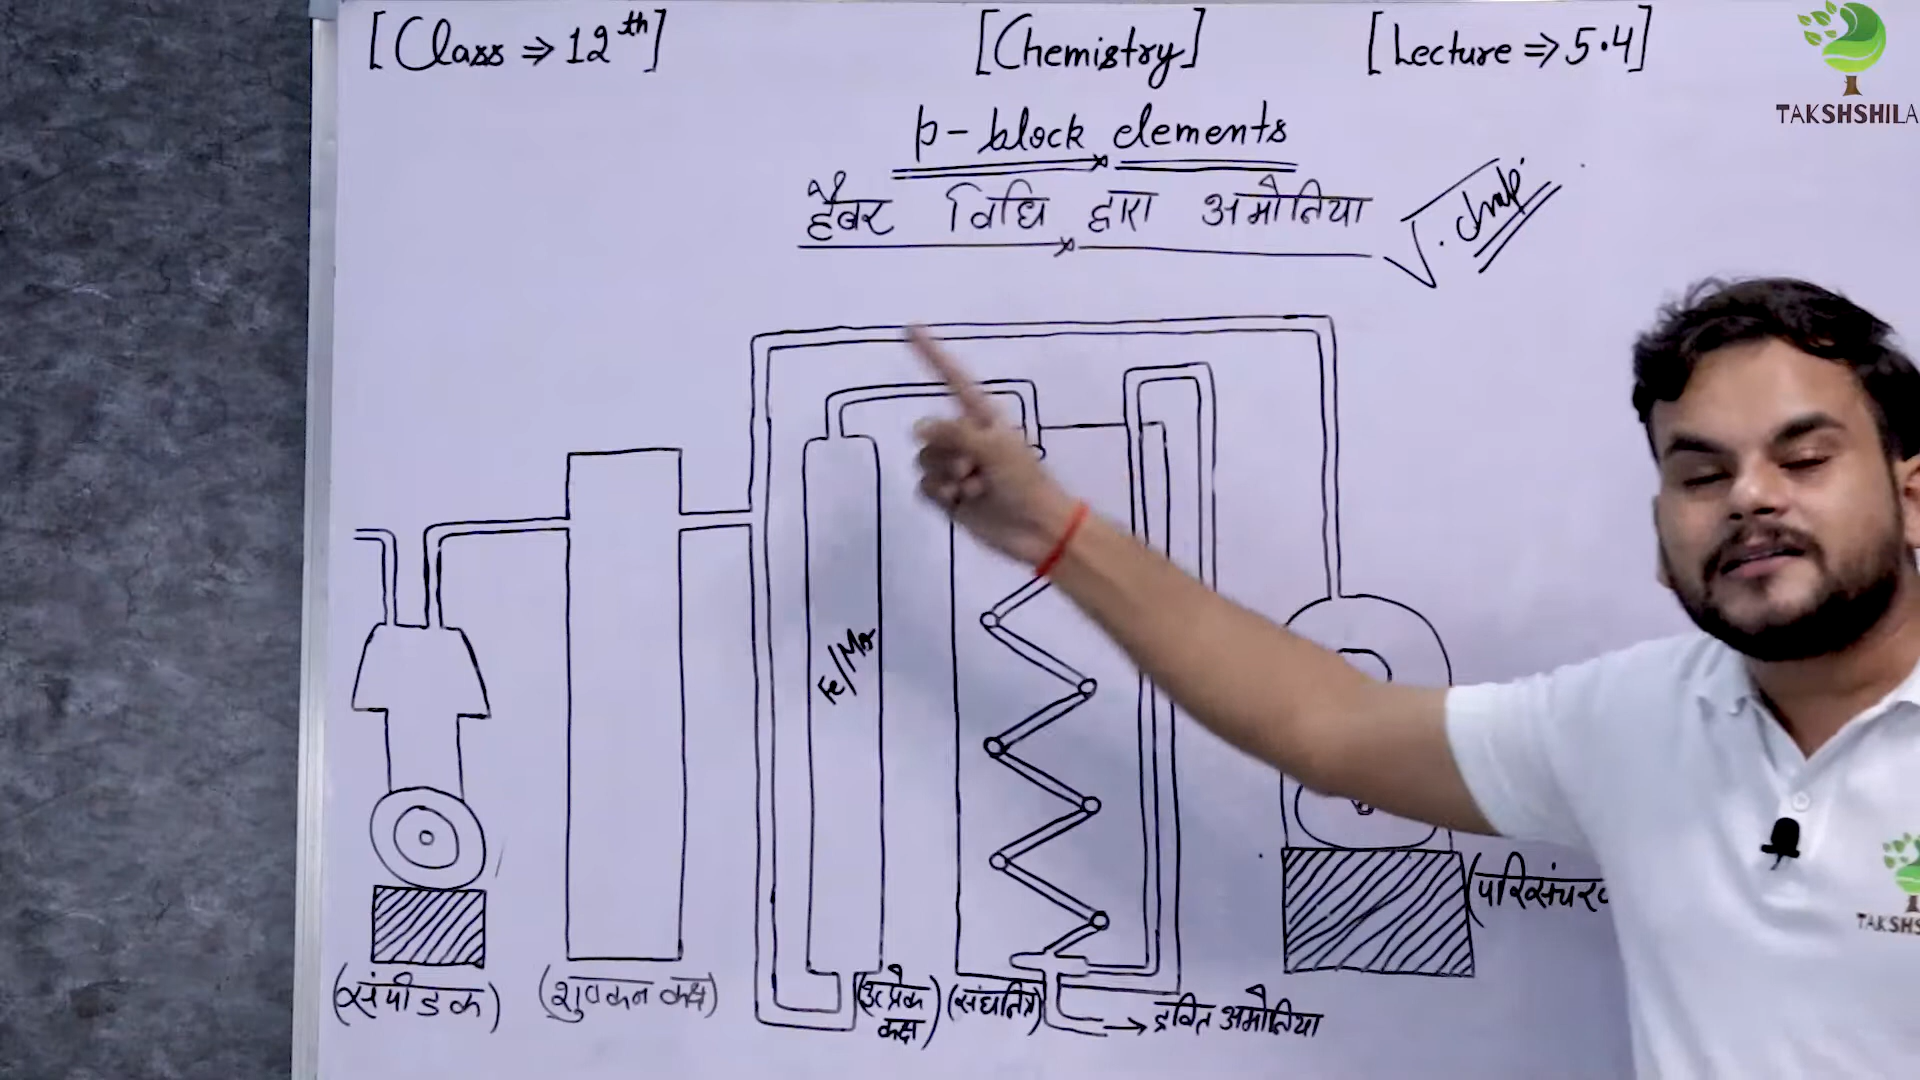 [Class ⇒ 12th] [Chemistry] [Lecture ⇒ 5.4]
TAKSHSHILA
p-block elements
हैबर विधि द्वारा अमोनिया
Fe/Mo
(संपीडक)
(शुष्कन कक्ष)
(उत्प्रेरक कक्ष)
(संघनित्र)
→ द्रवित अमोनिया